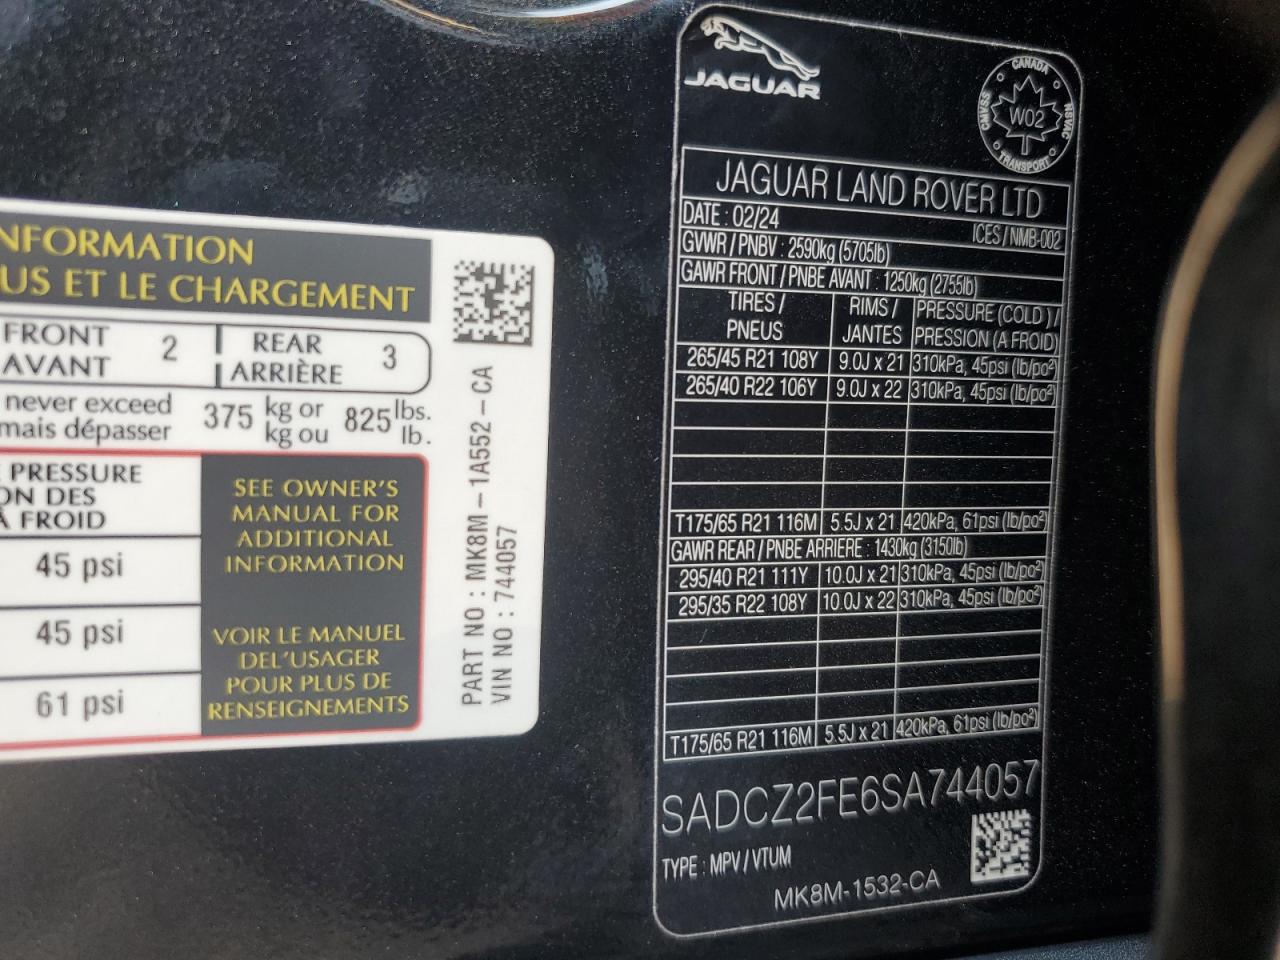 NFORMATION
US ET LE CHARGEMENT
FRONT
AVANT
2
REAR
ARRIÈRE
3
never exceed
mais dépasser
375 kg or
kg ou
825 lbs.
lb.
PRESSURE
ON DES
À FROID
45 psi
45 psi
61 psi
SEE OWNER'S
MANUAL FOR
ADDITIONAL
INFORMATION
VOIR LE MANUEL
DEL'USAGER
POUR PLUS DE
RENSEIGNEMENTS
PART NO : MK8M-1A552-CA
VIN NO : 744057
JAGUAR
CANADA
CMVSS
NSVAC
W02
TRANSPORT
JAGUAR LAND ROVER LTD
DATE : 02/24
ICES / NMB-002
GVWR / PNBV : 2590kg (5705lb)
GAWR FRONT / PNBE AVANT : 1250kg (2755lb)
TIRES / PNEUS
RIMS / JANTES
PRESSURE (COLD) / PRESSION (A FROID)
265/45 R21 108Y 9.0J x 21 310kPa, 45psi (lb/po²)
265/40 R22 106Y 9.0J x 22 310kPa, 45psi (lb/po²)
T175/65 R21 116M 5.5J x 21 420kPa, 61psi (lb/po²)
GAWR REAR / PNBE ARRIERE : 1430kg (3150lb)
295/40 R21 111Y 10.0J x 21 310kPa, 45psi (lb/po²)
295/35 R22 108Y 10.0J x 22 310kPa, 45psi (lb/po²)
T175/65 R21 116M 5.5J x 21 420kPa, 61psi (lb/po²)
SADCZ2FE6SA744057
TYPE : MPV / VTUM
MK8M-1532-CA